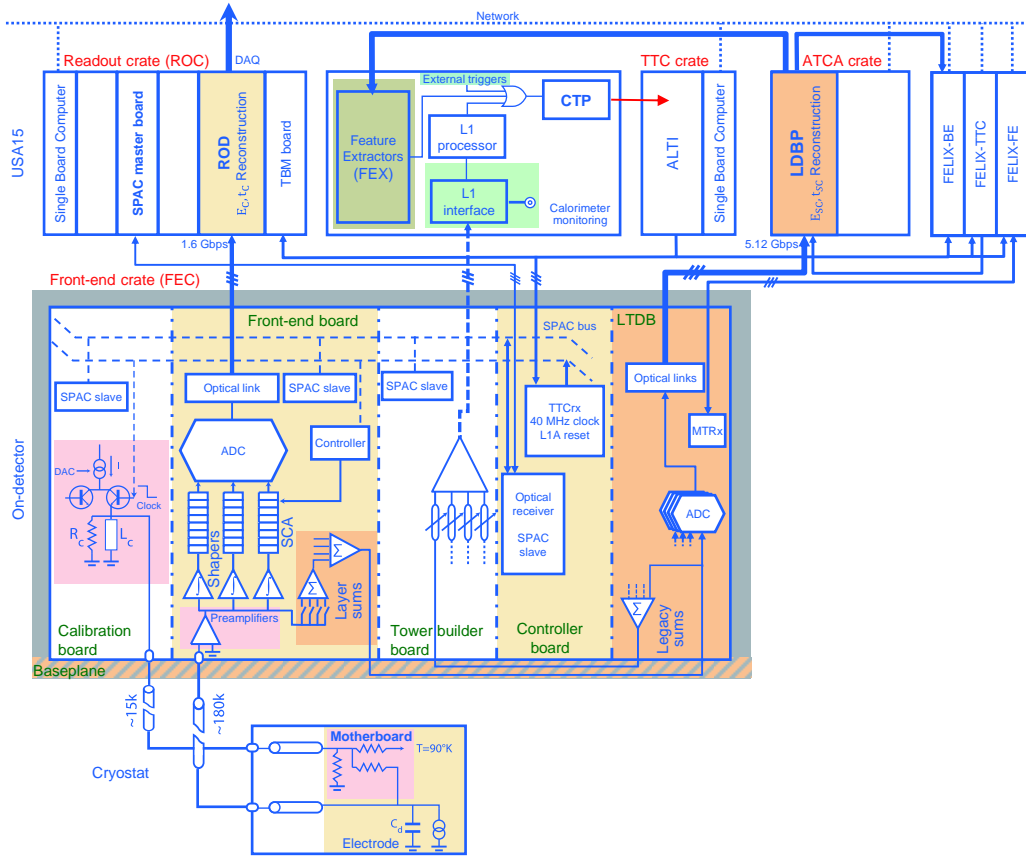 Network
Readout crate (ROC)
DAQ
TTC crate
ATCA crate
USA15
Single Board Computer
SPAC master board
ROD
E_C, t_C Reconstruction
TBM board
External triggers
Feature
Extractors
(FEX)
L1
processor
L1
interface
CTP
Calorimeter
monitoring
ALTI
Single Board Computer
LDBP
E_SC, t_SC Reconstruction
FELIX-BE
FELIX-TTC
FELIX-FE
1.6 Gbps
5.12 Gbps
Front-end crate (FEC)
On-detector
Front-end board
SPAC bus
LTDB
SPAC slave
Optical link
SPAC slave
SPAC slave
Optical links
TTCrx
40 MHz clock
L1A reset
MTRx
ADC
Controller
DAC
I
Clock
R_c
L_c
Shapers
SCA
∫
∫
∫
Σ
Σ
Layer
sums
Optical
receiver
SPAC
slave
ADC
Σ
Legacy
sums
Preamplifiers
Calibration
board
Tower builder
board
Controller
board
Baseplane
~15k
~180k
Cryostat
Motherboard
T=90°K
C_d
Electrode